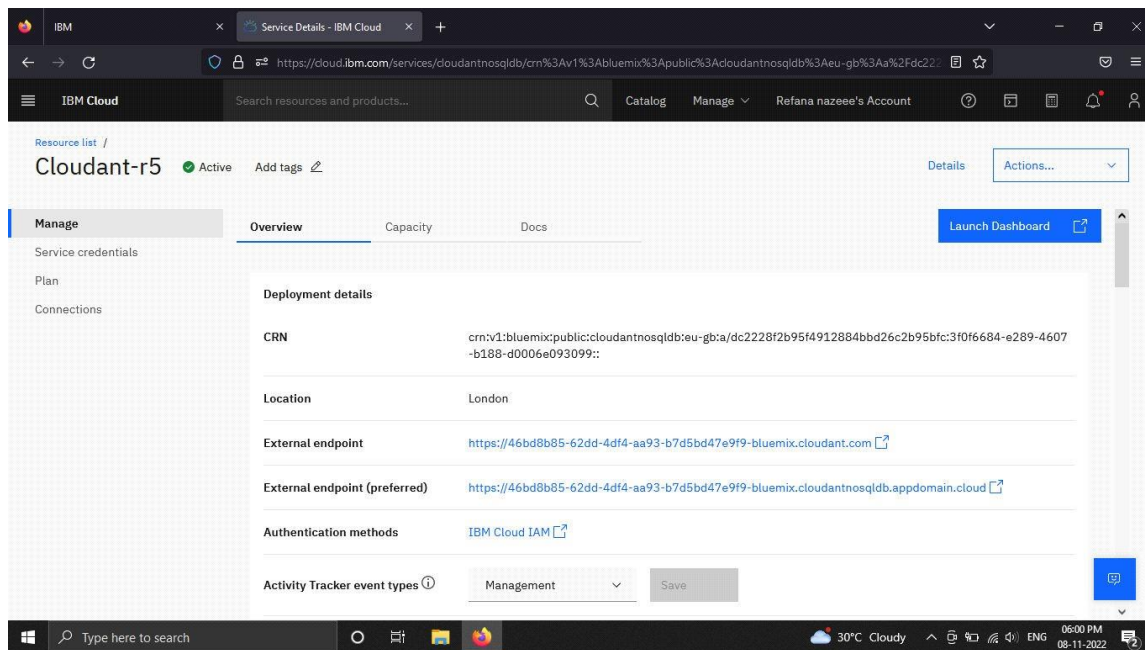 IBM
Service Details - IBM Cloud
https://cloud.ibm.com/services/cloudantnosqldb/crn%3Av1%3Abluemix%3Apublic%3Acloudantnosqldb%3Aeu-gb%3Aa%2Fdc222
IBM Cloud
Search resources and products...
Catalog
Manage
Refana nazeee's Account
Resource list /
Cloudant-r5
Active
Add tags
Details
Actions...
Manage
Service credentials
Plan
Connections
Overview
Capacity
Docs
Launch Dashboard
Deployment details
CRN
crn:v1:bluemix:public:cloudantnosqldb:eu-gb:a/dc2228f2b95f4912884bbd26c2b95bfc:3f0f6684-e289-4607
-b188-d0006e093099::
Location
London
External endpoint
https://46bd8b85-62dd-4df4-aa93-b7d5bd47e9f9-bluemix.cloudant.com
External endpoint (preferred)
https://46bd8b85-62dd-4df4-aa93-b7d5bd47e9f9-bluemix.cloudantnosqldb.appdomain.cloud
Authentication methods
IBM Cloud IAM
Activity Tracker event types
Management
Save
Type here to search
30°C Cloudy
ENG
06:00 PM
08-11-2022
2